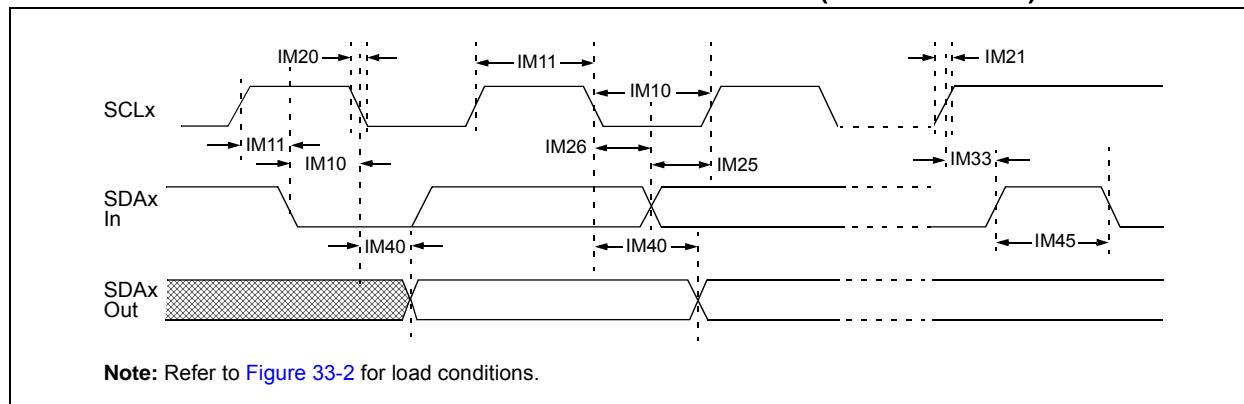 IM20
IM11
IM21
SCLx
IM10
IM11
IM26
IM10
IM25
IM33
SDAx
In
IM40
IM40
IM45
SDAx
Out
Note: Refer to Figure 33-2 for load conditions.